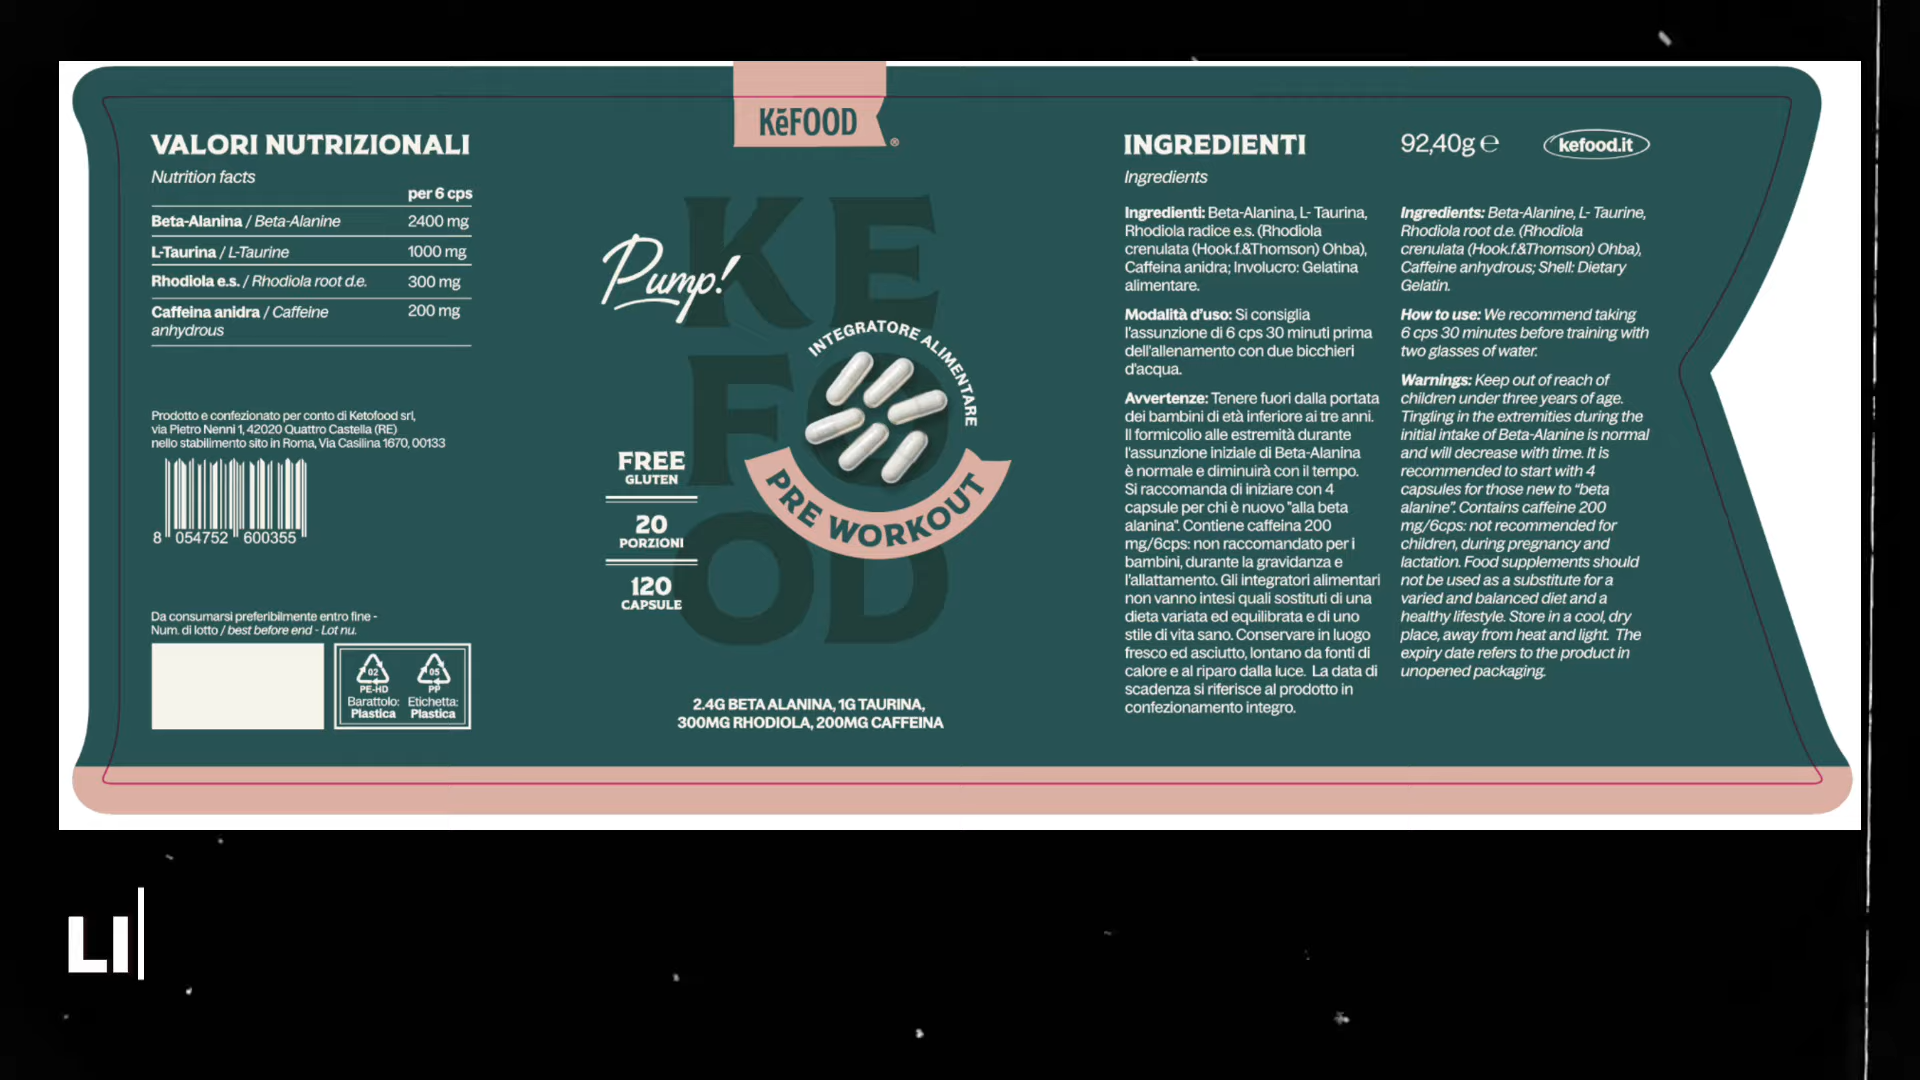 KēFOOD
®
VALORI NUTRIZIONALI
Nutrition facts
per 6 cps
Beta-Alanina / Beta-Alanine 2400 mg
L-Taurina / L-Taurine 1000 mg
Rhodiola e.s. / Rhodiola root d.e. 300 mg
Caffeina anidra / Caffeine 200 mg
anhydrous
Prodotto e confezionato per conto di Ketofood srl,
via Pietro Nenni 1, 42020 Quattro Castella (RE)
nello stabilimento sito in Roma, Via Casilina 1670, 00133
8 054752 600355
Da consumarsi preferibilmente entro fine -
Num. di lotto / best before end - Lot nu.
02 05
PE-HD PP
Barattolo: Etichetta:
Plastica Plastica
KE
FO
OD
Pump!
INTEGRATORE ALIMENTARE
PRE WORKOUT
FREE
GLUTEN
20
PORZIONI
120
CAPSULE
2.4G BETA ALANINA, 1G TAURINA,
300MG RHODIOLA, 200MG CAFFEINA
INGREDIENTI
Ingredients
92,40g ℮
kefood.it
Ingredienti: Beta-Alanina, L- Taurina,
Rhodiola radice e.s. (Rhodiola
crenulata (Hook.f.&Thomson) Ohba),
Caffeina anidra; Involucro: Gelatina
alimentare.
Modalità d'uso: Si consiglia
l'assunzione di 6 cps 30 minuti prima
dell'allenamento con due bicchieri
d'acqua.
Avvertenze: Tenere fuori dalla portata
dei bambini di età inferiore ai tre anni.
Il formicolio alle estremità durante
l'assunzione iniziale di Beta-Alanina
è normale e diminuirà con il tempo.
Si raccomanda di iniziare con 4
capsule per chi è nuovo "alla beta
alanina". Contiene caffeina 200
mg/6cps: non raccomandato per i
bambini, durante la gravidanza e
l'allattamento. Gli integratori alimentari
non vanno intesi quali sostituti di una
dieta variata ed equilibrata e di uno
stile di vita sano. Conservare in luogo
fresco ed asciutto, lontano da fonti di
calore e al riparo dalla luce. La data di
scadenza si riferisce al prodotto in
confezionamento integro.
Ingredients: Beta-Alanine, L- Taurine,
Rhodiola root d.e. (Rhodiola
crenulata (Hook.f.&Thomson) Ohba),
Caffeine anhydrous; Shell: Dietary
Gelatin.
How to use: We recommend taking
6 cps 30 minutes before training with
two glasses of water.
Warnings: Keep out of reach of
children under three years of age.
Tingling in the extremities during the
initial intake of Beta-Alanine is normal
and will decrease with time. It is
recommended to start with 4
capsules for those new to "beta
alanine". Contains caffeine 200
mg/6cps: not recommended for
children, during pregnancy and
lactation. Food supplements should
not be used as a substitute for a
varied and balanced diet and a
healthy lifestyle. Store in a cool, dry
place, away from heat and light. The
expiry date refers to the product in
unopened packaging.
LI